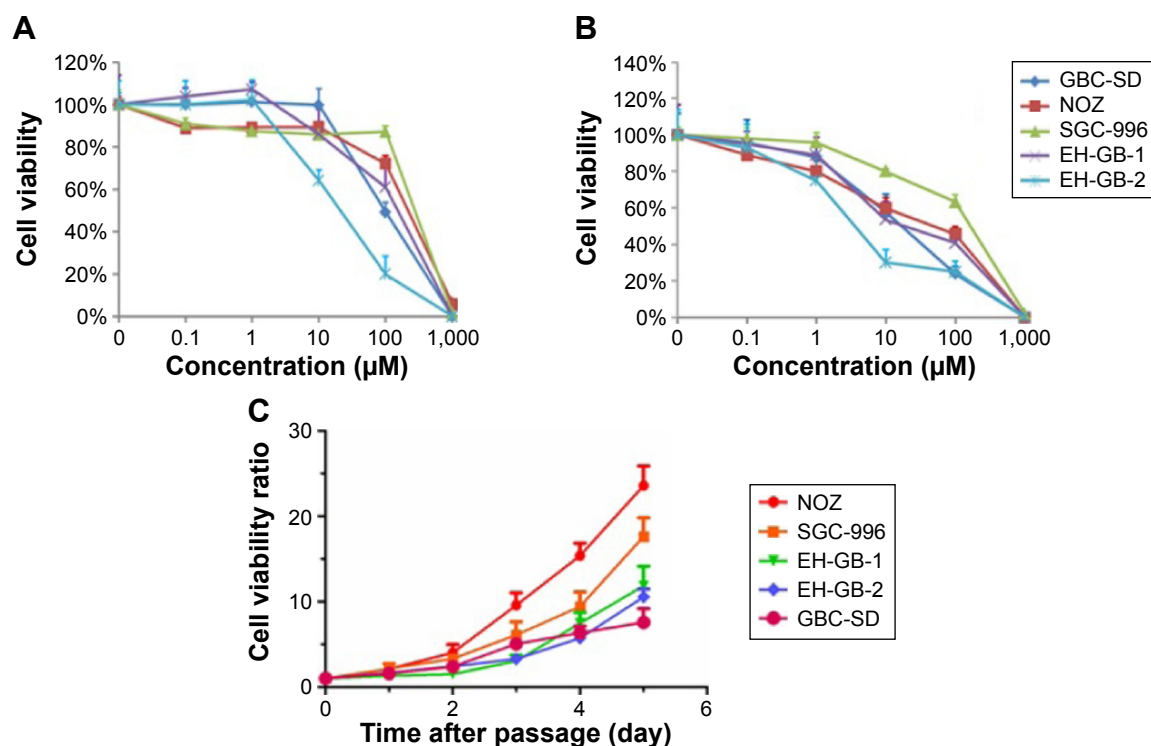 A
120%
100%
80%
60%
40%
20%
0%
Cell viability
0 0.1 1 10 100 1,000
Concentration (µM)
B
140%
120%
100%
80%
60%
40%
20%
0%
Cell viability
0 0.1 1 10 100 1,000
Concentration (µM)
GBC-SD
NOZ
SGC-996
EH-GB-1
EH-GB-2
C
30
20
10
0
Cell viability ratio
0 2 4 6
Time after passage (day)
NOZ
SGC-996
EH-GB-1
EH-GB-2
GBC-SD